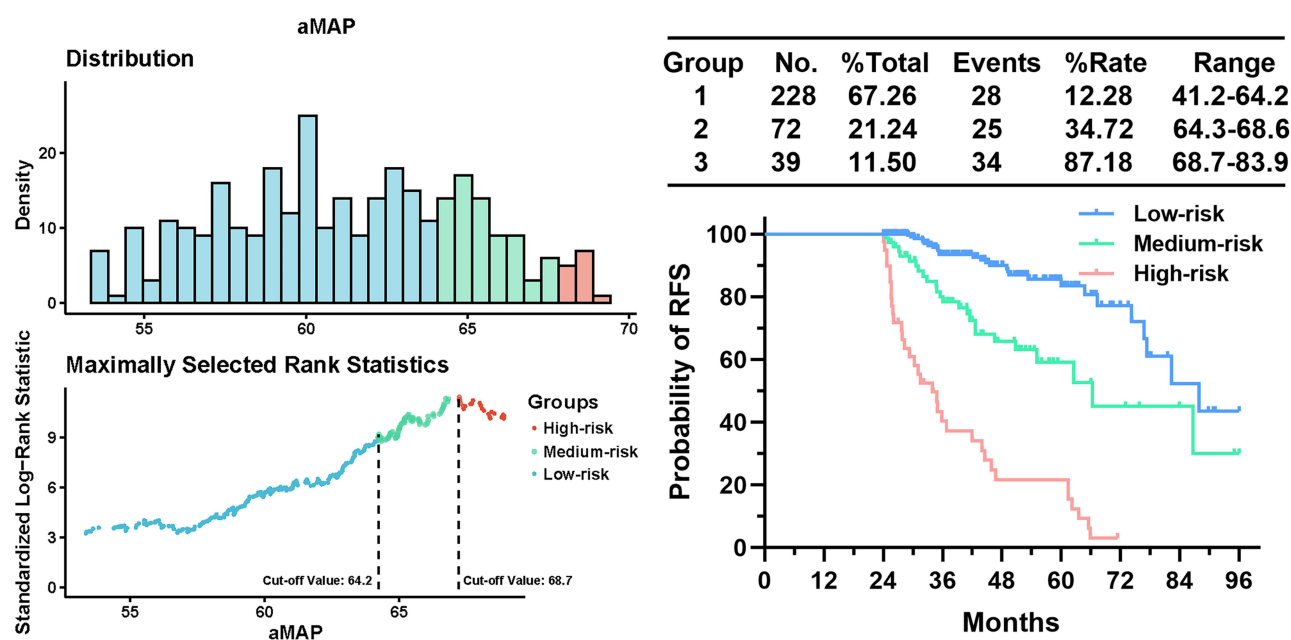 aMAP
Distribution
Density
20
10
0
55 60 65 70
Maximally Selected Rank Statistics
Standardized Log-Rank Statistic
9
6
3
0
Groups
High-risk
Medium-risk
Low-risk
Cut-off Value: 64.2
Cut-off Value: 68.7
55 60 65
aMAP
Group No. %Total Events %Rate Range
1 228 67.26 28 12.28 41.2-64.2
2 72 21.24 25 34.72 64.3-68.6
3 39 11.50 34 87.18 68.7-83.9
Low-risk
Medium-risk
High-risk
Probability of RFS
100
80
60
40
20
0
0 12 24 36 48 60 72 84 96
Months